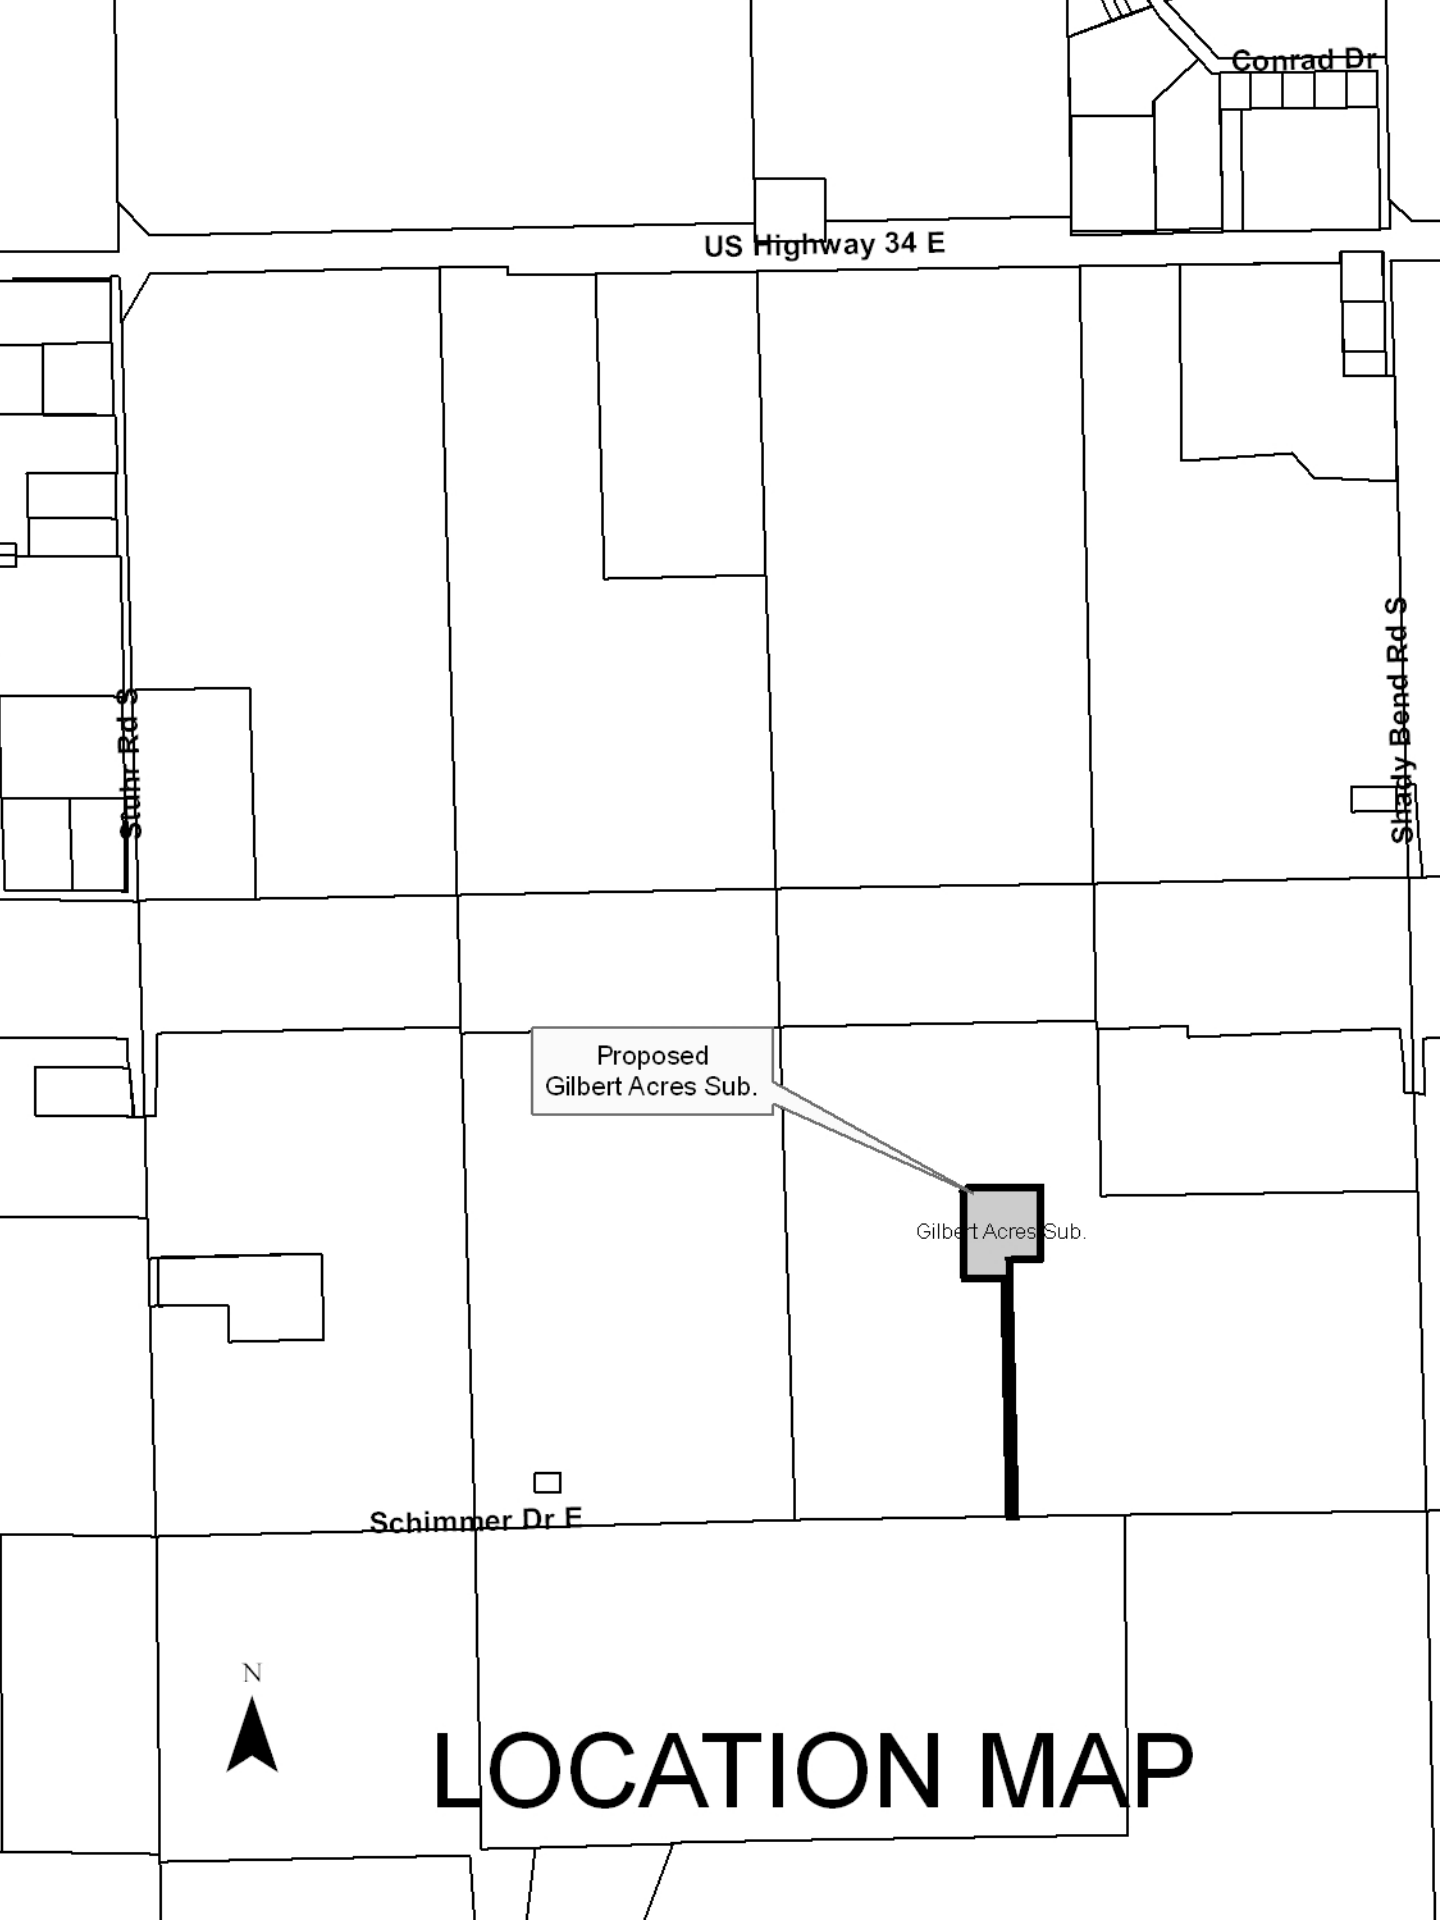 Conrad Dr
US Highway 34 E
Shady Bend Rd S
Stuhr Rd S
Proposed
Gilbert Acres Sub.
Gilbert Acres Sub.
Schimmer Dr E
N
LOCATION MAP